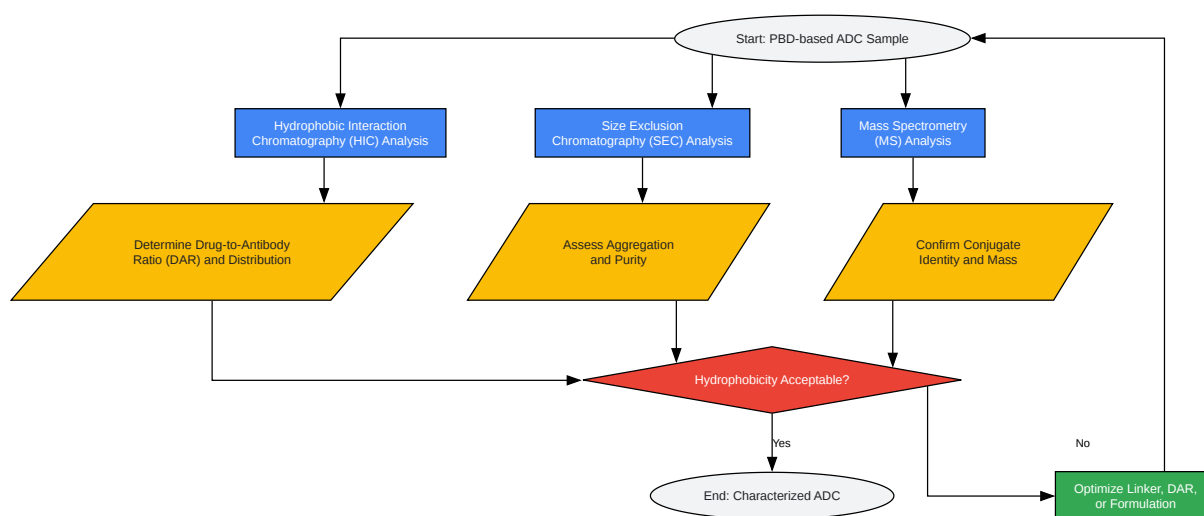 Start: PBD-based ADC Sample
Hydrophobic Interaction
Chromatography (HIC) Analysis
Size Exclusion
Chromatography (SEC) Analysis
Mass Spectrometry
(MS) Analysis
Determine Drug-to-Antibody
Ratio (DAR) and Distribution
Assess Aggregation
and Purity
Confirm Conjugate
Identity and Mass
Hydrophobicity Acceptable?
Yes
No
End: Characterized ADC
Optimize Linker, DAR,
or Formulation